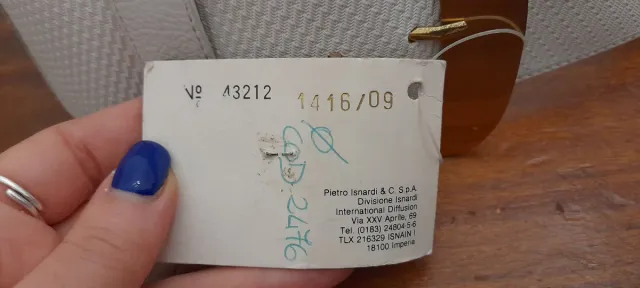 Nº 43212 1416/09
COD. 2476
Pietro Isnardi & C. S.p.A.
Divisione Isnardi
International Diffusion
Via XXV Aprile, 69
Tel. (0183) 24804-5-6
TLX 216329 ISNAIN I
18100 Imperia